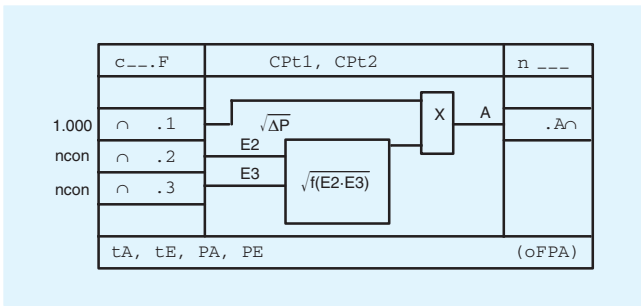 c__.F CPt1, CPt2 n ___
1.000 ∩ .1 √ΔP X A .A∩
ncon ∩ .2 E2
ncon ∩ .3 E3 √f(E2·E3)
tA, tE, PA, PE (oFPA)